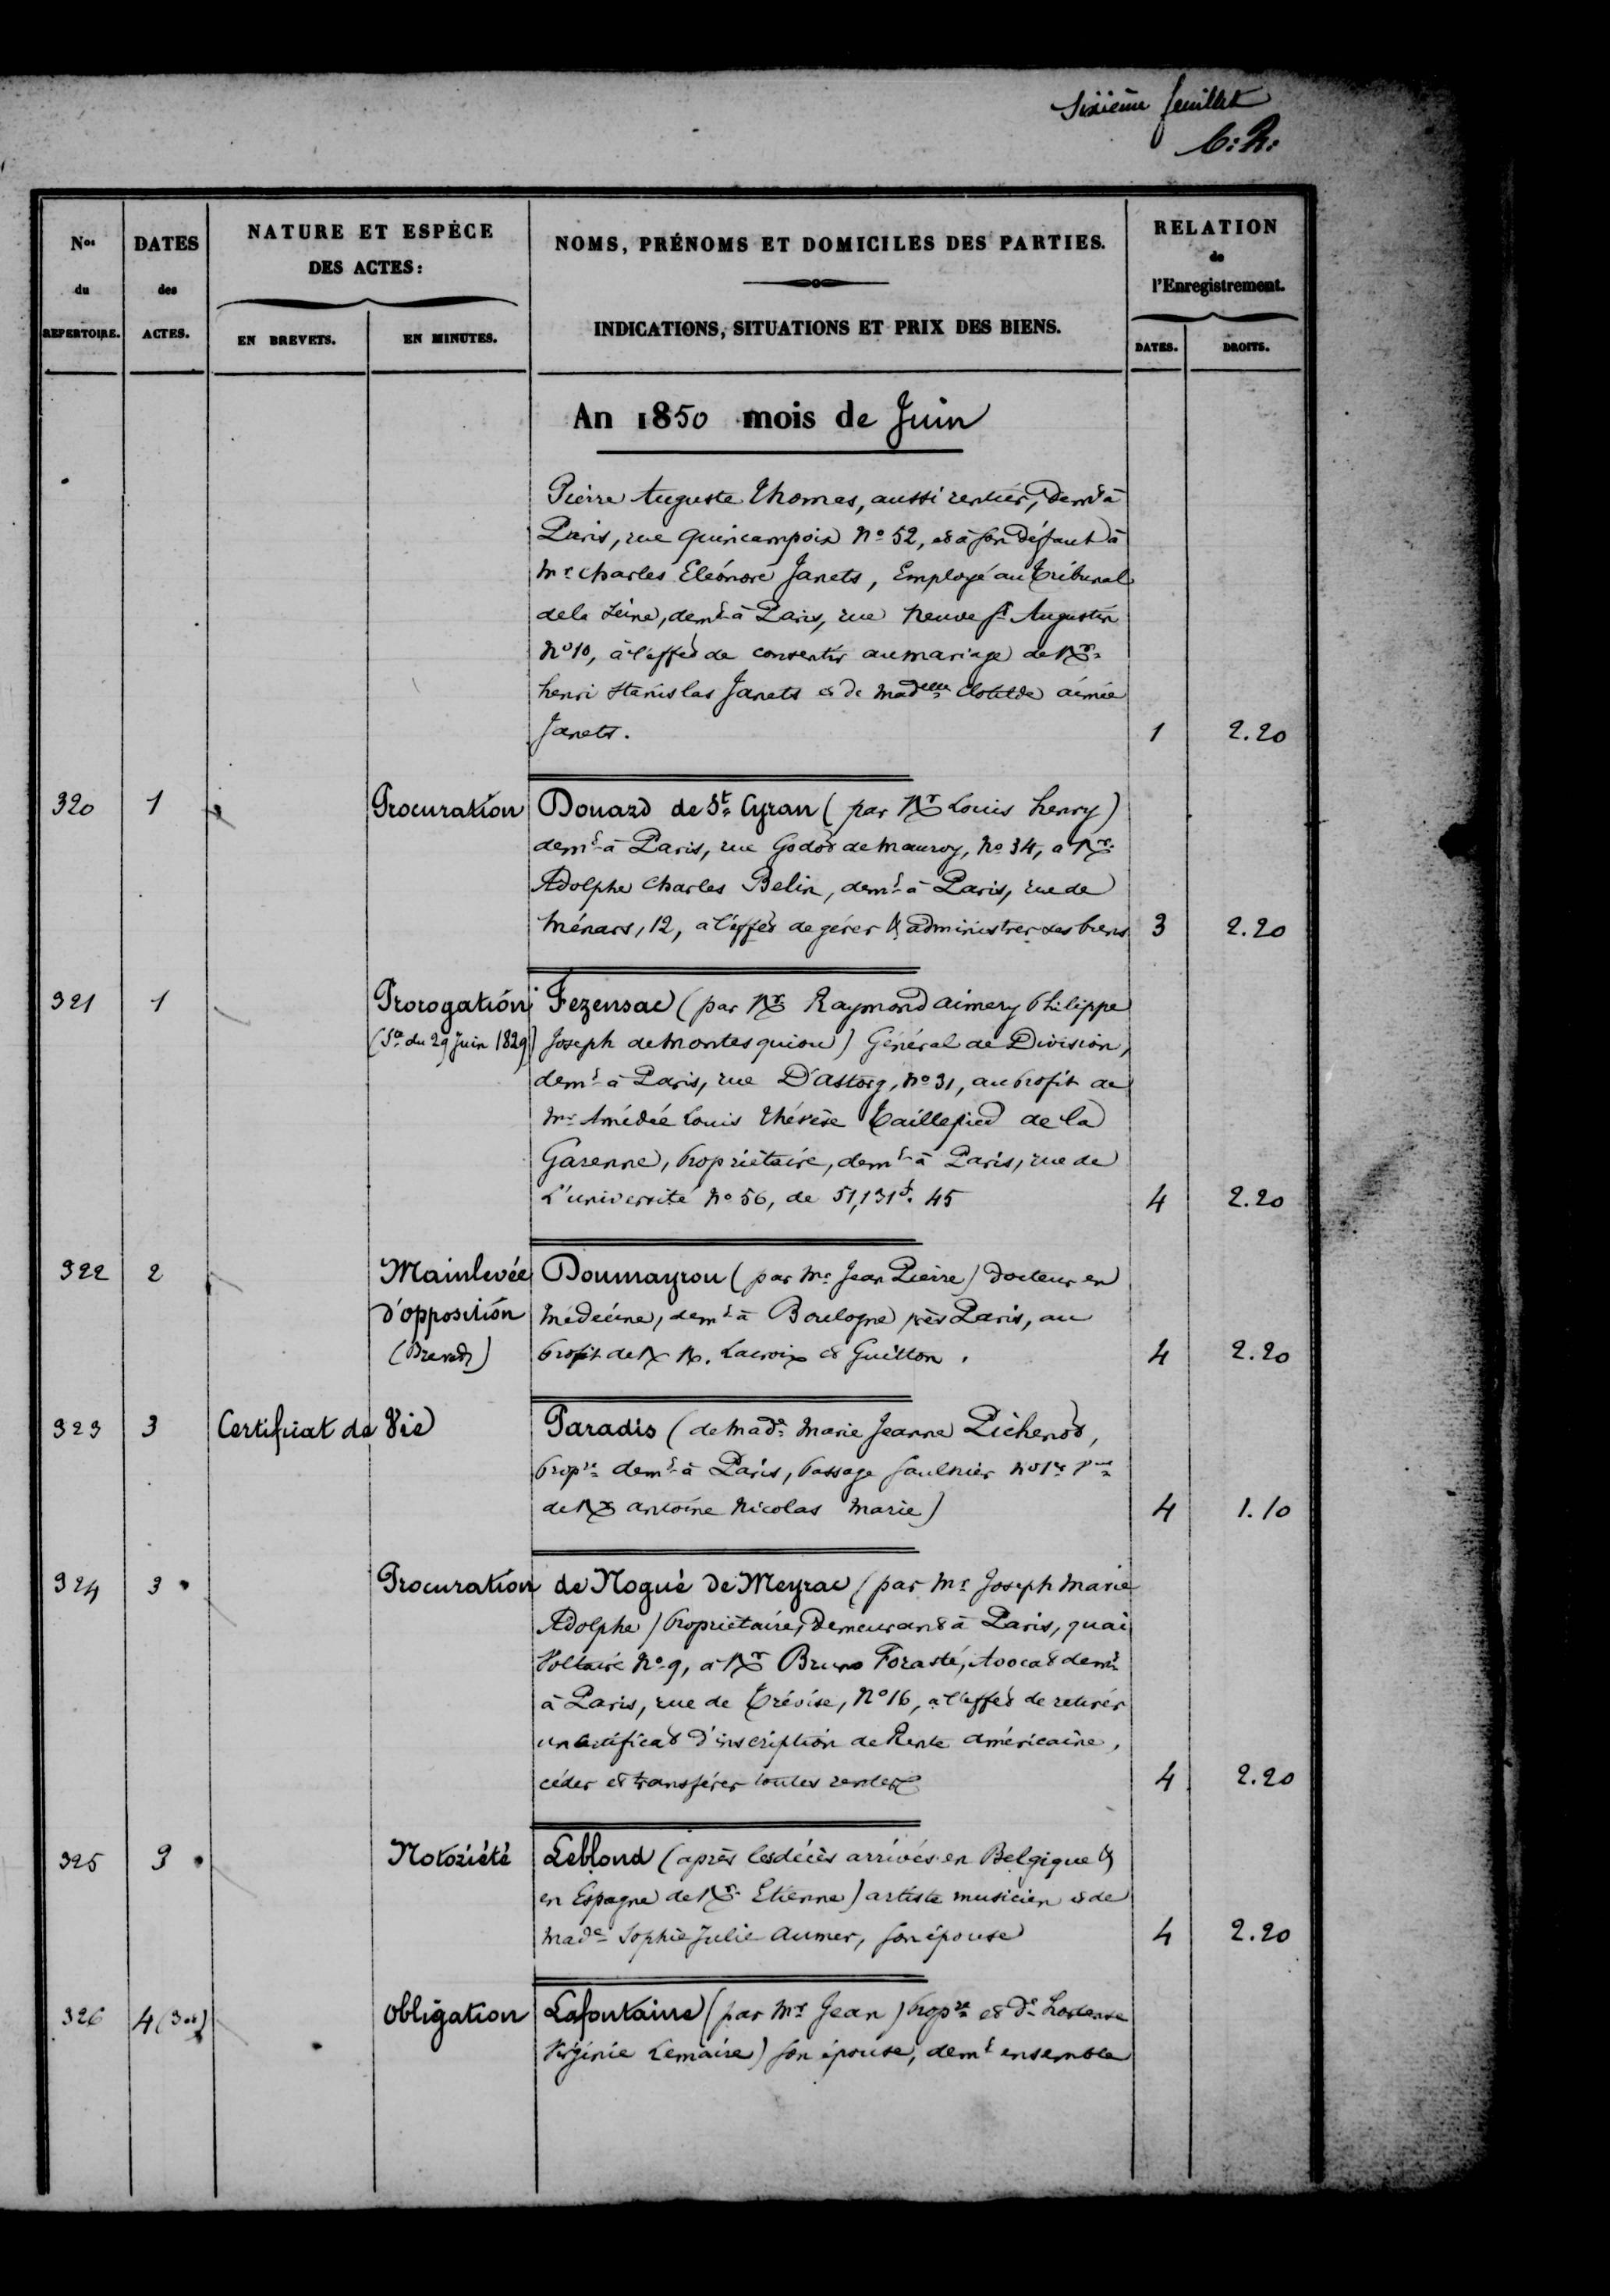 Sixième feuillet
C. R.
Nos du REPERTOIRE.
DATES des ACTES.
NATURE ET ESPÈCE DES ACTES:
EN BREVETS.
EN MINUTES.
NOMS, PRÉNOMS ET DOMICILES DES PARTIES.
INDICATIONS, SITUATIONS ET PRIX DES BIENS.
RELATION de l'Enregistrement.
DATES.
DROITS.
An 1850 mois de Juin
Pierre Auguste Thomas, aussi rentier, demt à
Paris, rue Quincampoix No 52, et à son défaut à
Mr Charles Eléonore Janets, Employé au Tribunal
de la Seine, demt à Paris, rue Neuve St Augustin
No 10, à l'effet de consentir au mariage de Mr
henri Stanislas Janets et de Madelle Clotilde aimée
Janets. 1 2.20
320 1 Procuration Douard de St Cyran (par Mr Louis henry)
demt à Paris, rue Godot de Mauroy, No 34, à Mr
Adolphe Charles Belin, demt à Paris, rue de
Ménars, 12, à l'effet de gérer & administrer ses biens 3 2.20
321 1 Prorogation Fezensac (par Mr Raymond aimery Philippe
(Sn du 29 Juin 1829) Joseph de Montesquiou) Général de Division,
demt à Paris, rue D'astorg, No 31, au profit de
Mr Amédée Louis Thérèse Taillepied de la
Garenne, propriétaire, demt à Paris, rue de
L'université No 56, de 51,131f. 45 4 2.20
322 2 Mainlevée Doumayrou (par Mr Jean Pierre) docteur en
d'opposition Médecine, demt à Boulogne près Paris, au
(Brevet) profit de M M. Lacroix et Guitton. 4 2.20
323 3 Certificat de Vie Paradis (de Made Marie Jeanne Pichenot,
propre demt à Paris, passage Saulnier No
de M antoine Nicolas Marie) 4 1.10
324 3 Procuration de Nogué de Meyrac (par Mr Joseph Marie
Adolphe) propriétaire, demeurant à Paris, quai
Voltaire No 9, à Mr Bruno Forasté, Avocat demt
à Paris, rue de Trévise, No 16, à l'effet de retirer
un certificat d'inscription de Rente américaine,
céder et transférer toutes rentes 4 2.20
325 3 Notoriété Leblond (après les décès arrivés en Belgique &
en Espagne de Mr Etienne) artiste musicien et de
Made Sophie Julie Aumer, son épouse 4 2.20
326 4 Obligation Lafontaine (par Mr Jean) propre et De Hortense
Virginie Lemaire) son épouse, demt ensemble